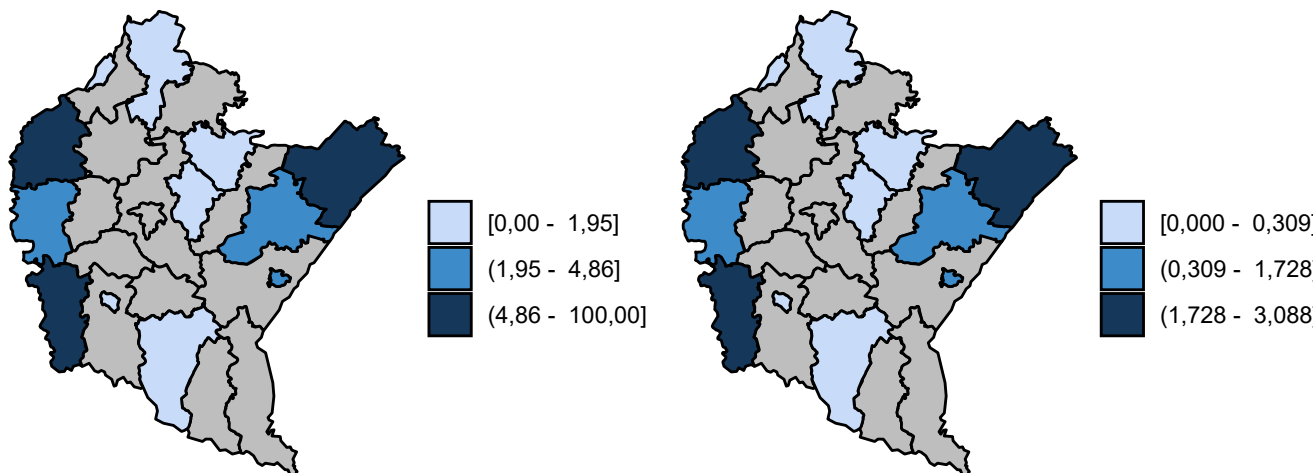 [0,00 - 1,95]
(1,95 - 4,86]
(4,86 - 100,00]
[0,000 - 0,309]
(0,309 - 1,728]
(1,728 - 3,088]